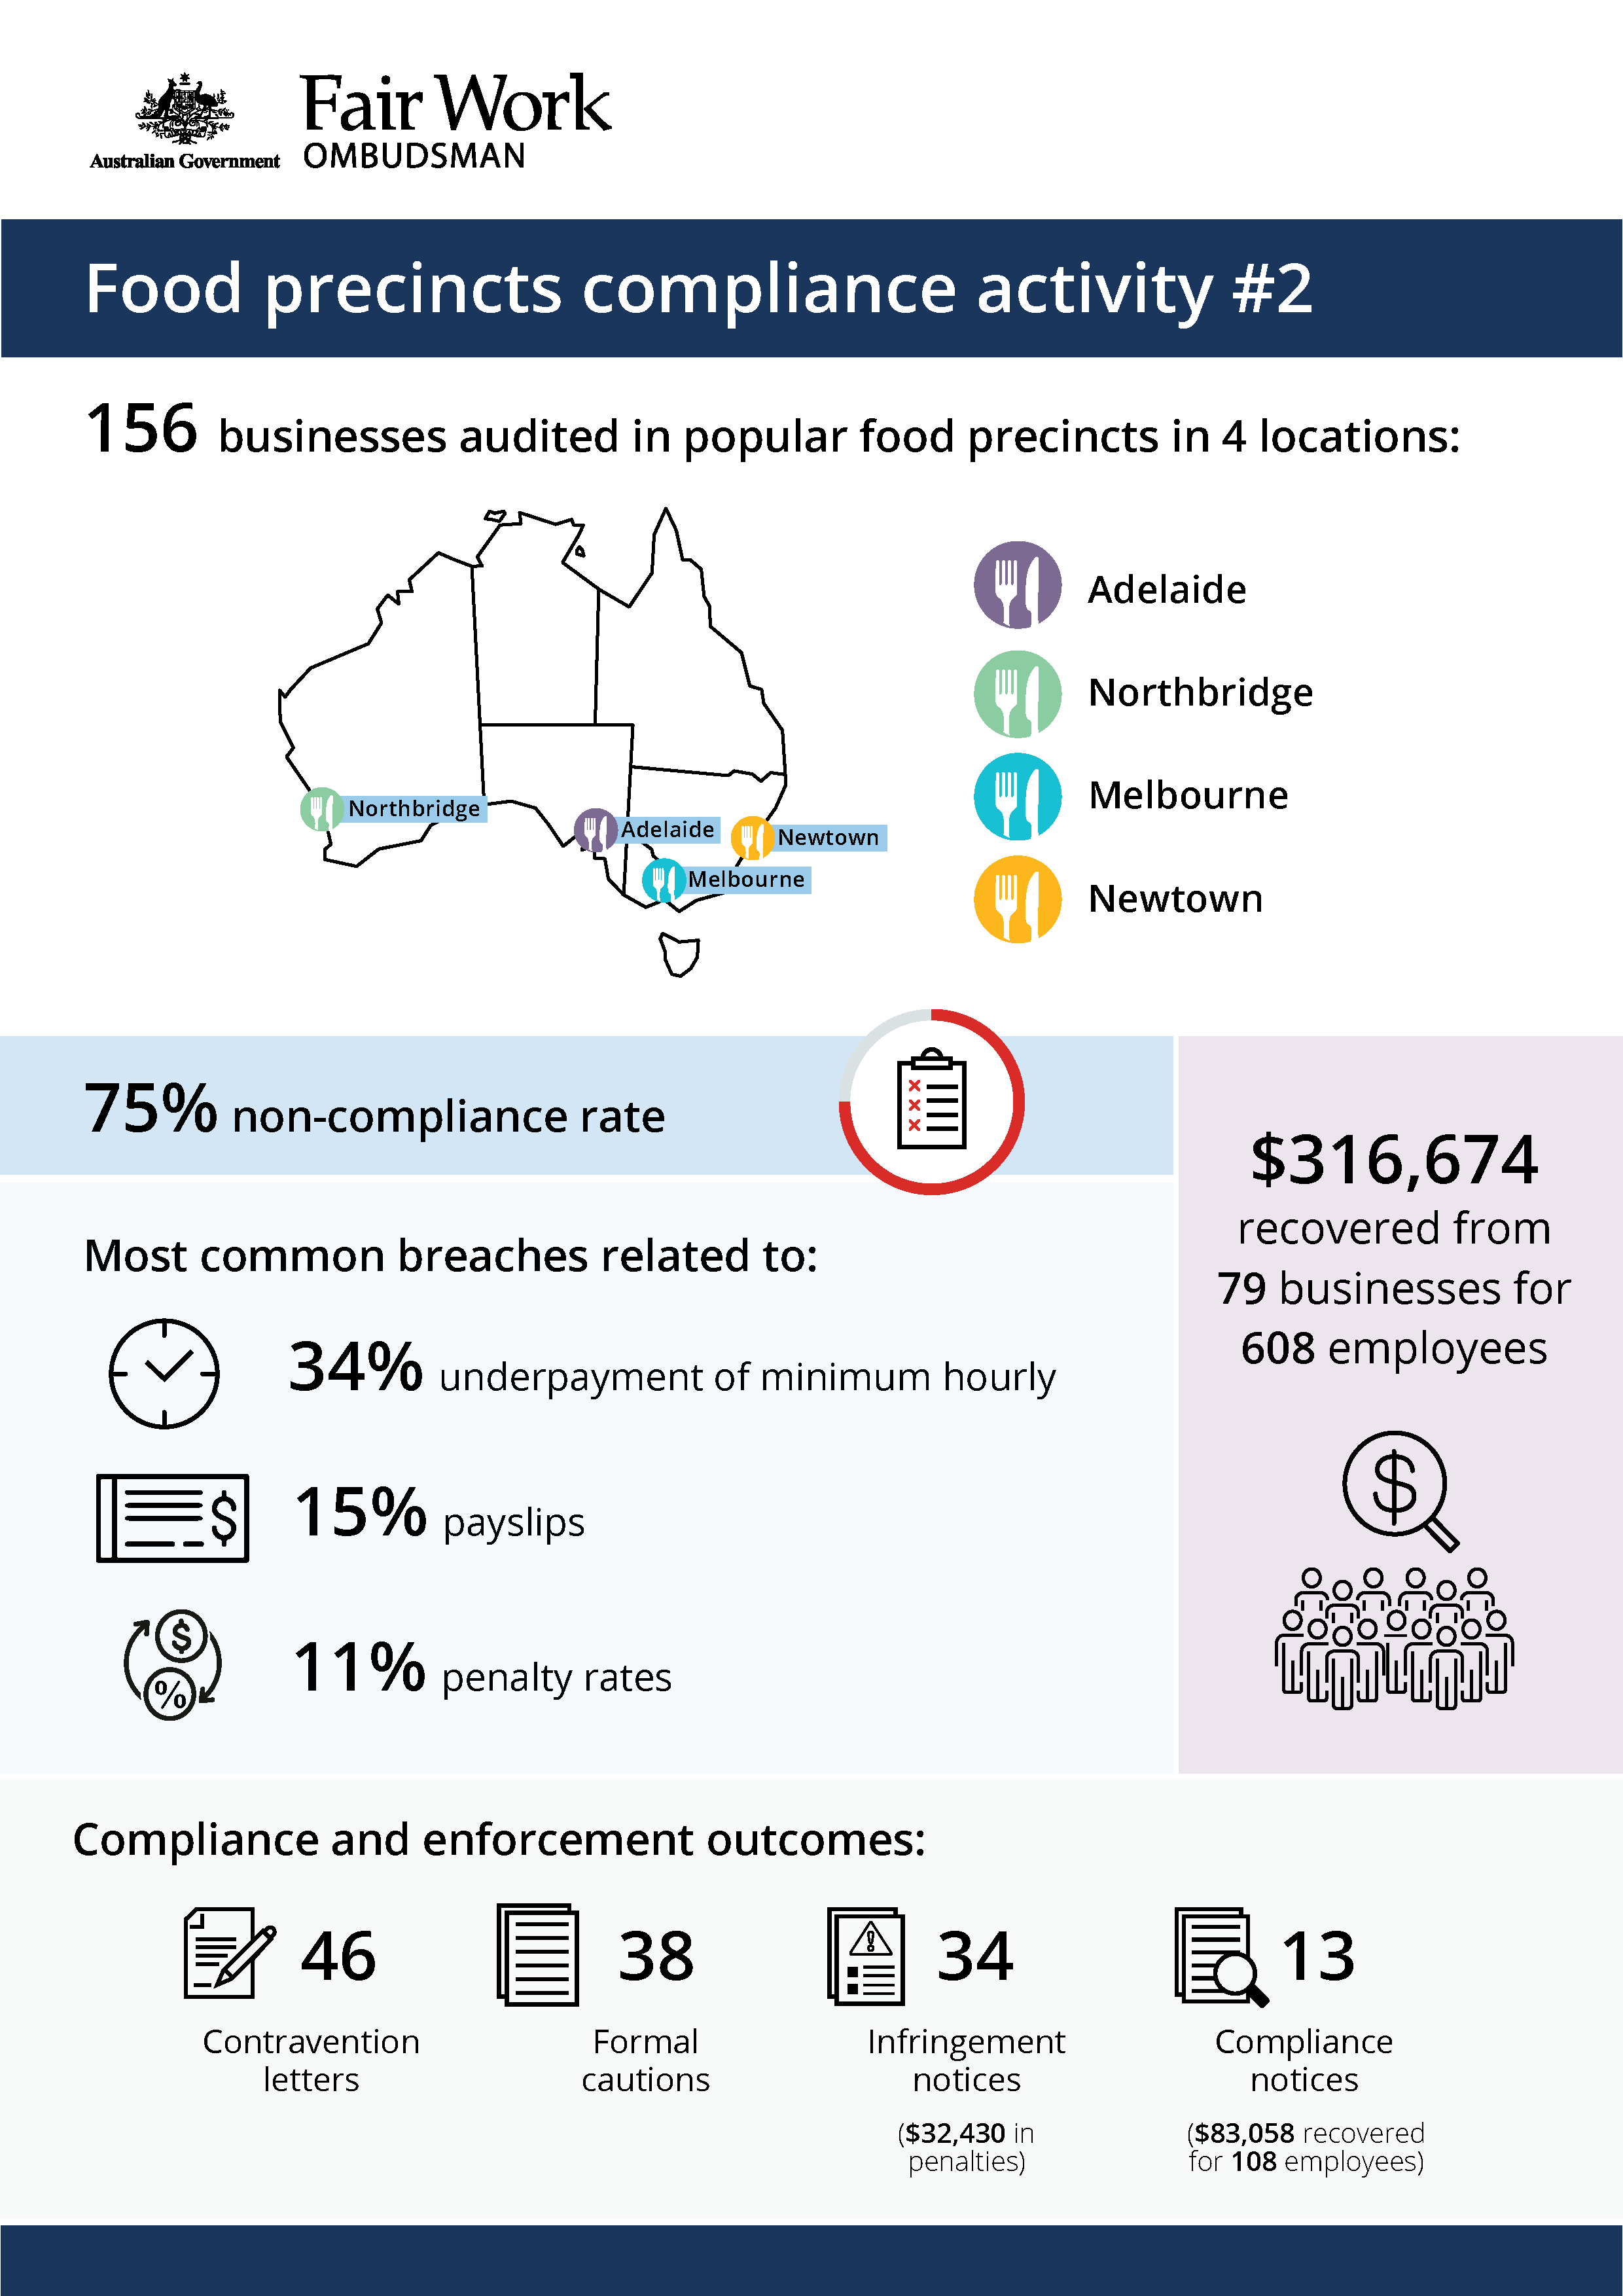 Australian Government
Fair Work
OMBUDSMAN
Food precincts compliance activity #2
156 businesses audited in popular food precincts in 4 locations:
Adelaide
Northbridge
Melbourne
Newtown
Northbridge
Adelaide
Newtown
Melbourne
75% non-compliance rate
$316,674
recovered from
79 businesses for
608 employees
Most common breaches related to:
34% underpayment of minimum hourly
15% payslips
11% penalty rates
Compliance and enforcement outcomes:
46
Contravention
letters
38
Formal
cautions
34
Infringement
notices
($32,430 in
penalties)
13
Compliance
notices
($83,058 recovered
for 108 employees)